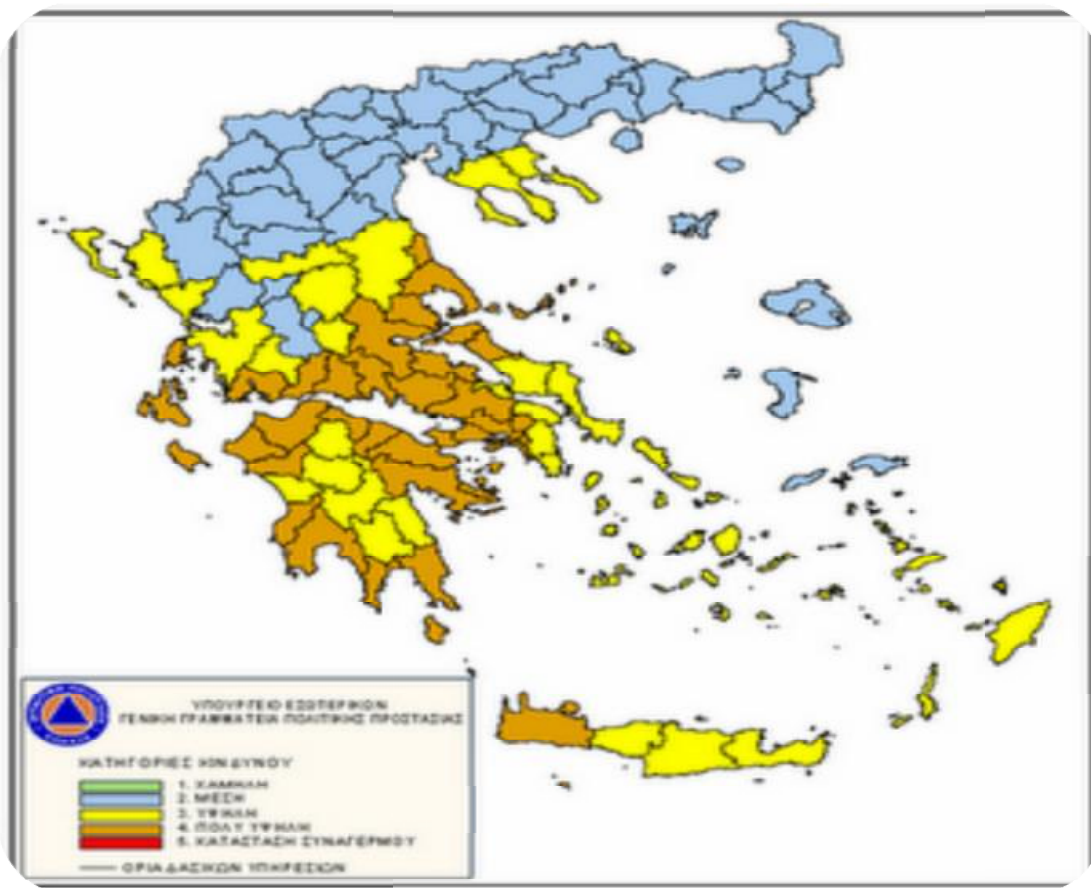 ΥΠΟΥΡΓΕΙΟ ΕΣΩΤΕΡΙΚΩΝ
ΓΕΝΙΚΗ ΓΡΑΜΜΑΤΕΙΑ ΠΟΛΙΤΙΚΗΣ ΠΡΟΣΤΑΣΙΑΣ
ΚΑΤΗΓΟΡΙΕΣ ΚΙΝΔΥΝΟΥ
1. ΧΑΜΗΛΗ
2. ΜΕΣΗ
3. ΥΨΗΛΗ
4. ΠΟΛΥ ΥΨΗΛΗ
5. ΚΑΤΑΣΤΑΣΗ ΣΥΝΑΓΕΡΜΟΥ
ΟΡΙΑ ΔΑΣΙΚΩΝ ΥΠΗΡΕΣΙΩΝ